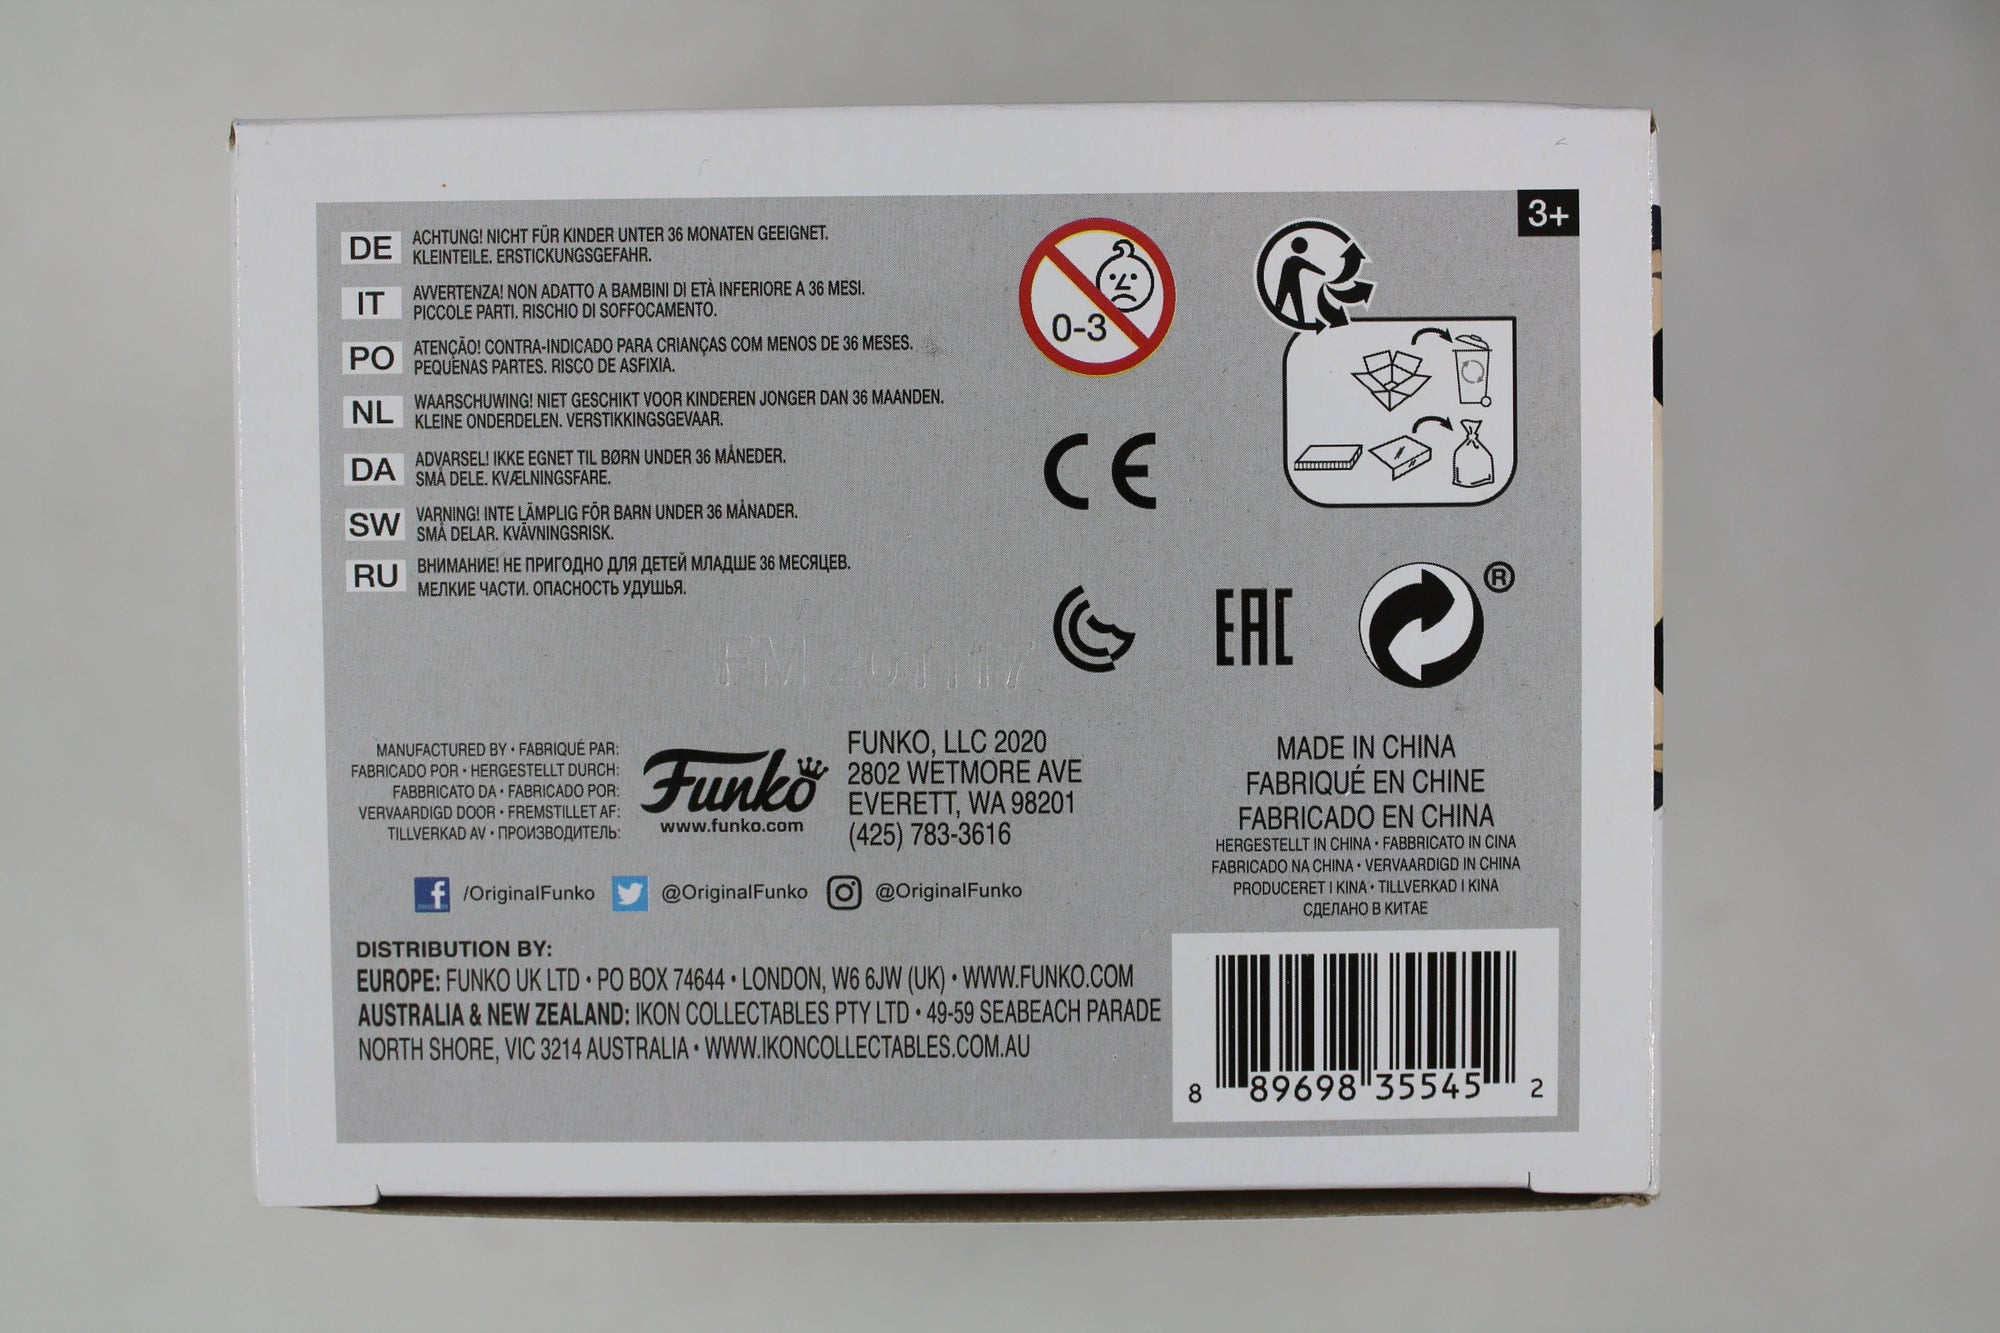 3+
DE
ACHTUNG! NICHT FÜR KINDER UNTER 36 MONATEN GEEIGNET.
KLEINTEILE. ERSTICKUNGSGEFAHR.
IT
AVVERTENZA! NON ADATTO A BAMBINI DI ETÀ INFERIORE A 36 MESI.
PICCOLE PARTI. RISCHIO DI SOFFOCAMENTO.
PO
ATENÇÃO! CONTRA-INDICADO PARA CRIANÇAS COM MENOS DE 36 MESES.
PEQUENAS PARTES. RISCO DE ASFIXIA.
NL
WAARSCHUWING! NIET GESCHIKT VOOR KINDEREN JONGER DAN 36 MAANDEN.
KLEINE ONDERDELEN. VERSTIKKINGSGEVAAR.
DA
ADVARSEL! IKKE EGNET TIL BØRN UNDER 36 MÅNEDER.
SMÅ DELE. KVÆLNINGSFARE.
SW
VARNING! INTE LÄMPLIG FÖR BARN UNDER 36 MÅNADER.
SMÅ DELAR. KVÄVNINGSRISK.
RU
ВНИМАНИЕ! НЕ ПРИГОДНО ДЛЯ ДЕТЕЙ МЛАДШЕ 36 МЕСЯЦЕВ.
МЕЛКИЕ ЧАСТИ. ОПАСНОСТЬ УДУШЬЯ.
0-3
CE
EAC
®
FM 201117
MANUFACTURED BY • FABRIQUÉ PAR:
FABRICADO POR • HERGESTELLT DURCH:
FABBRICATO DA • FABRICADO POR:
VERVAARDIGD DOOR • FREMSTILLET AF:
TILLVERKAD AV • ПРОИЗВОДИТЕЛЬ:
Funko
www.funko.com
FUNKO, LLC 2020
2802 WETMORE AVE
EVERETT, WA 98201
(425) 783-3616
MADE IN CHINA
FABRIQUÉ EN CHINE
FABRICADO EN CHINA
HERGESTELLT IN CHINA • FABBRICATO IN CINA
FABRICADO NA CHINA • VERVAARDIGD IN CHINA
PRODUCERET I KINA • TILLVERKAD I KINA
СДЕЛАНО В КИТАЕ
/OriginalFunko @OriginalFunko @OriginalFunko
DISTRIBUTION BY:
EUROPE: FUNKO UK LTD • PO BOX 74644 • LONDON, W6 6JW (UK) • WWW.FUNKO.COM
AUSTRALIA & NEW ZEALAND: IKON COLLECTABLES PTY LTD • 49-59 SEABEACH PARADE
NORTH SHORE, VIC 3214 AUSTRALIA • WWW.IKONCOLLECTABLES.COM.AU
8 89698 35545 2